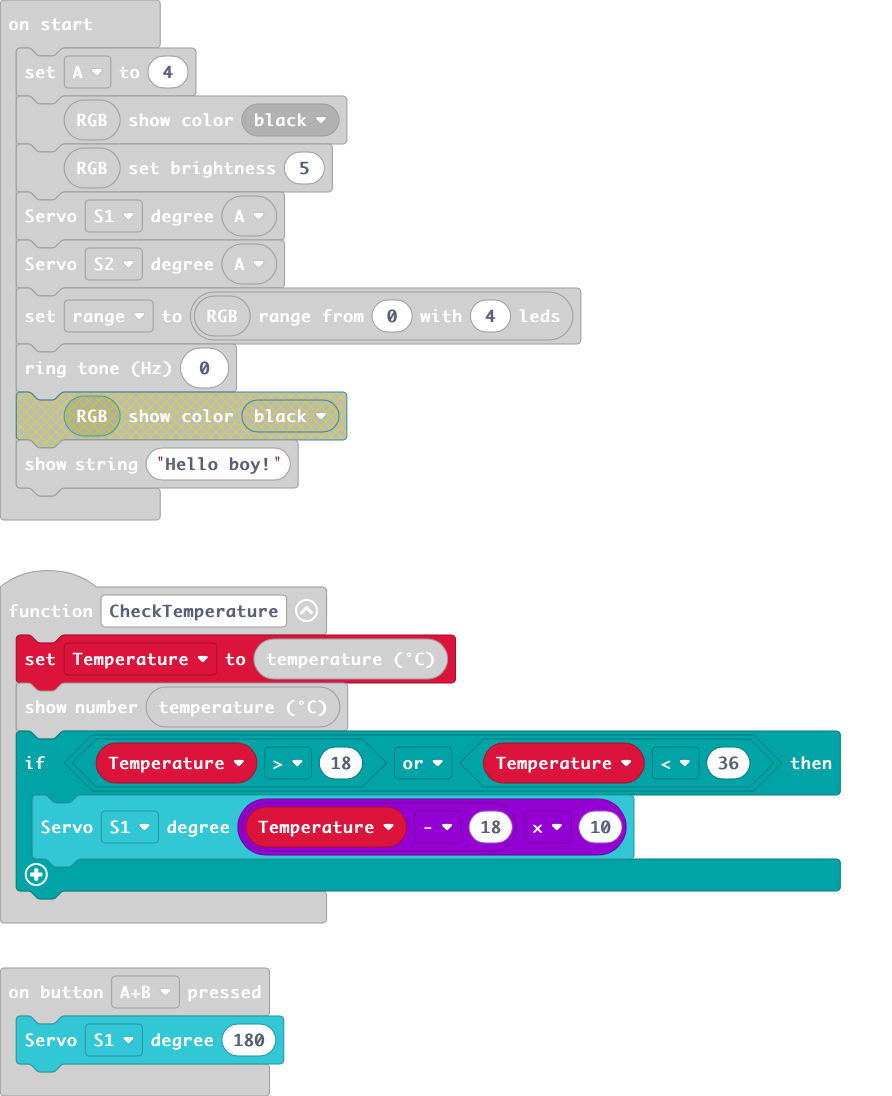 on start
set A to 4
RGB show color black
RGB set brightness 5
Servo S1 degree A
Servo S2 degree A
set range to RGB range from 0 with 4 leds
ring tone (Hz) 0
RGB show color black
show string "Hello boy!"
function CheckTemperature
set Temperature to temperature (°C)
show number temperature (°C)
if Temperature > 18 or Temperature < 36 then
Servo S1 degree Temperature - 18 x 10
on button A+B pressed
Servo S1 degree 180